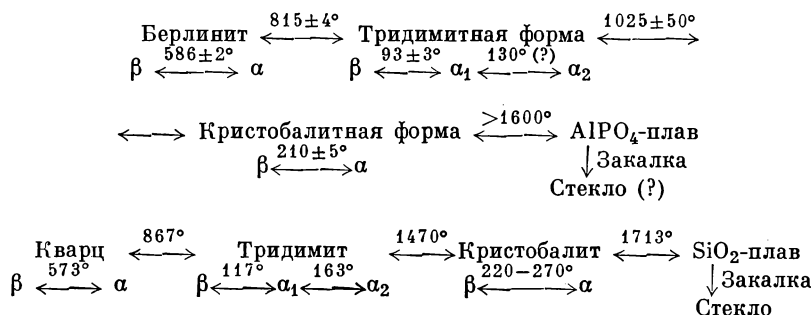 Берлинит 815±4° Тридимитная форма 1025±50°
β 586±2° α β 93±3° α₁ 130° (?) α₂
Кристобалитная форма >1600° AlPO₄-плав
β 210±5° α Закалка
Стекло (?)
Кварц 867° Тридимит 1470° Кристобалит 1713° SiO₂-плав
β 573° α β 117° α₁ 163° α₂ β 220–270° α Закалка
Стекло